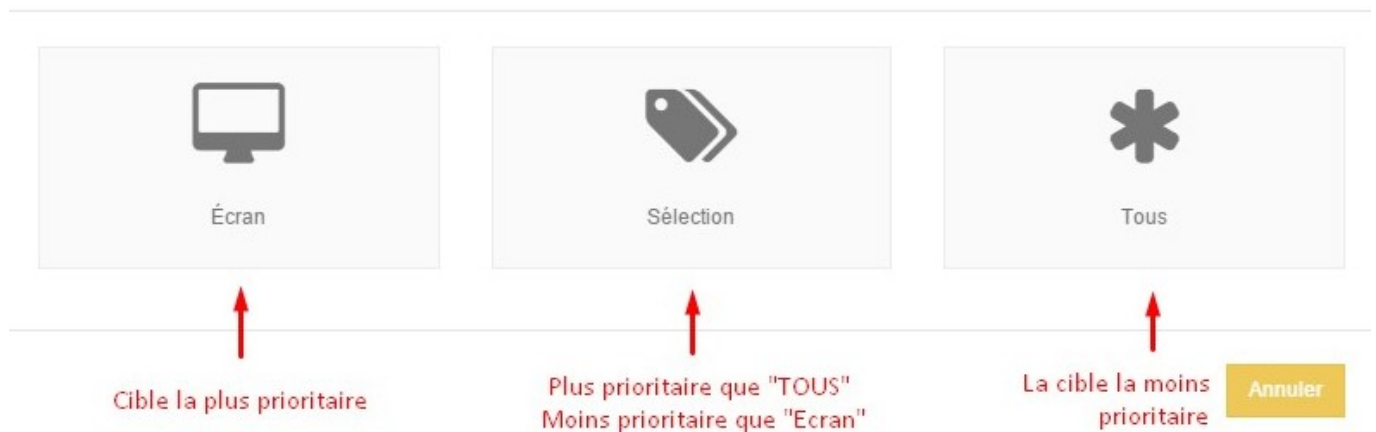 Écran
Sélection
Tous
Cible la plus prioritaire
Plus prioritaire que "TOUS"
Moins prioritaire que "Ecran"
La cible la moins
prioritaire
Annuler